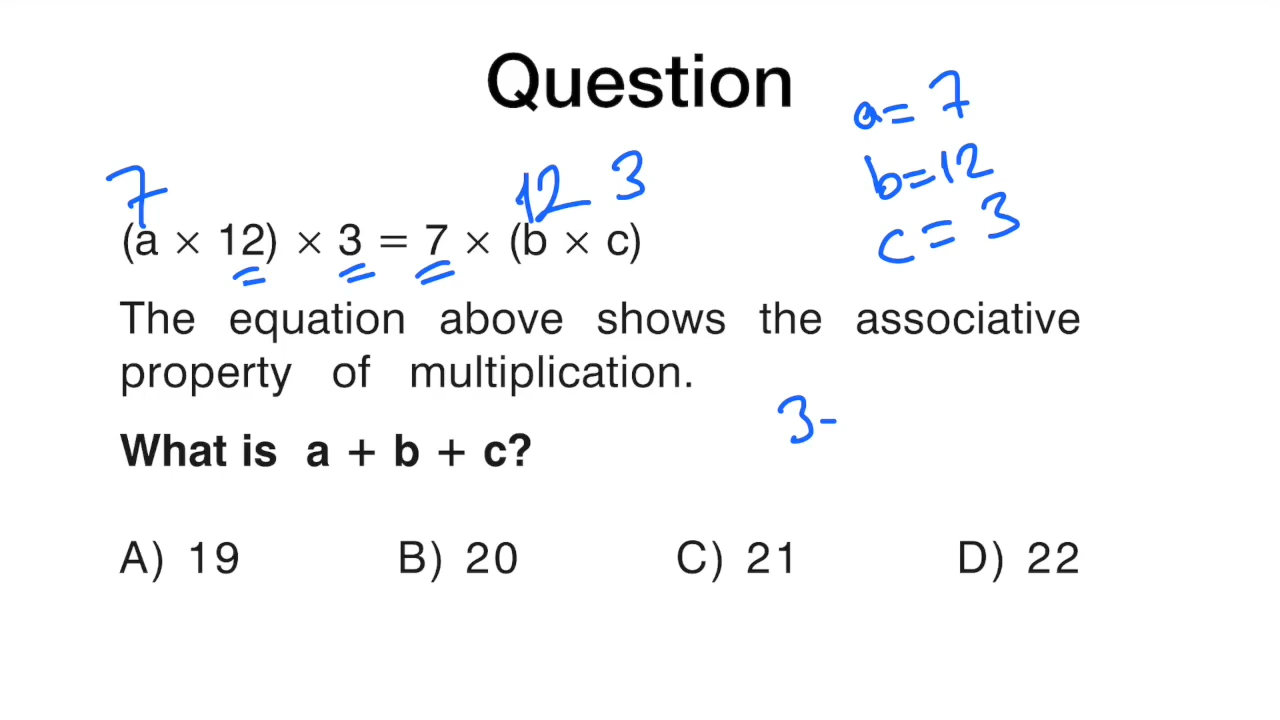 Question
a = 7
b = 12
c = 3
7 12 3
(a × 12) × 3 = 7 × (b × c)
The equation above shows the associative
property of multiplication.
3-
What is a + b + c?
A) 19 B) 20 C) 21 D) 22